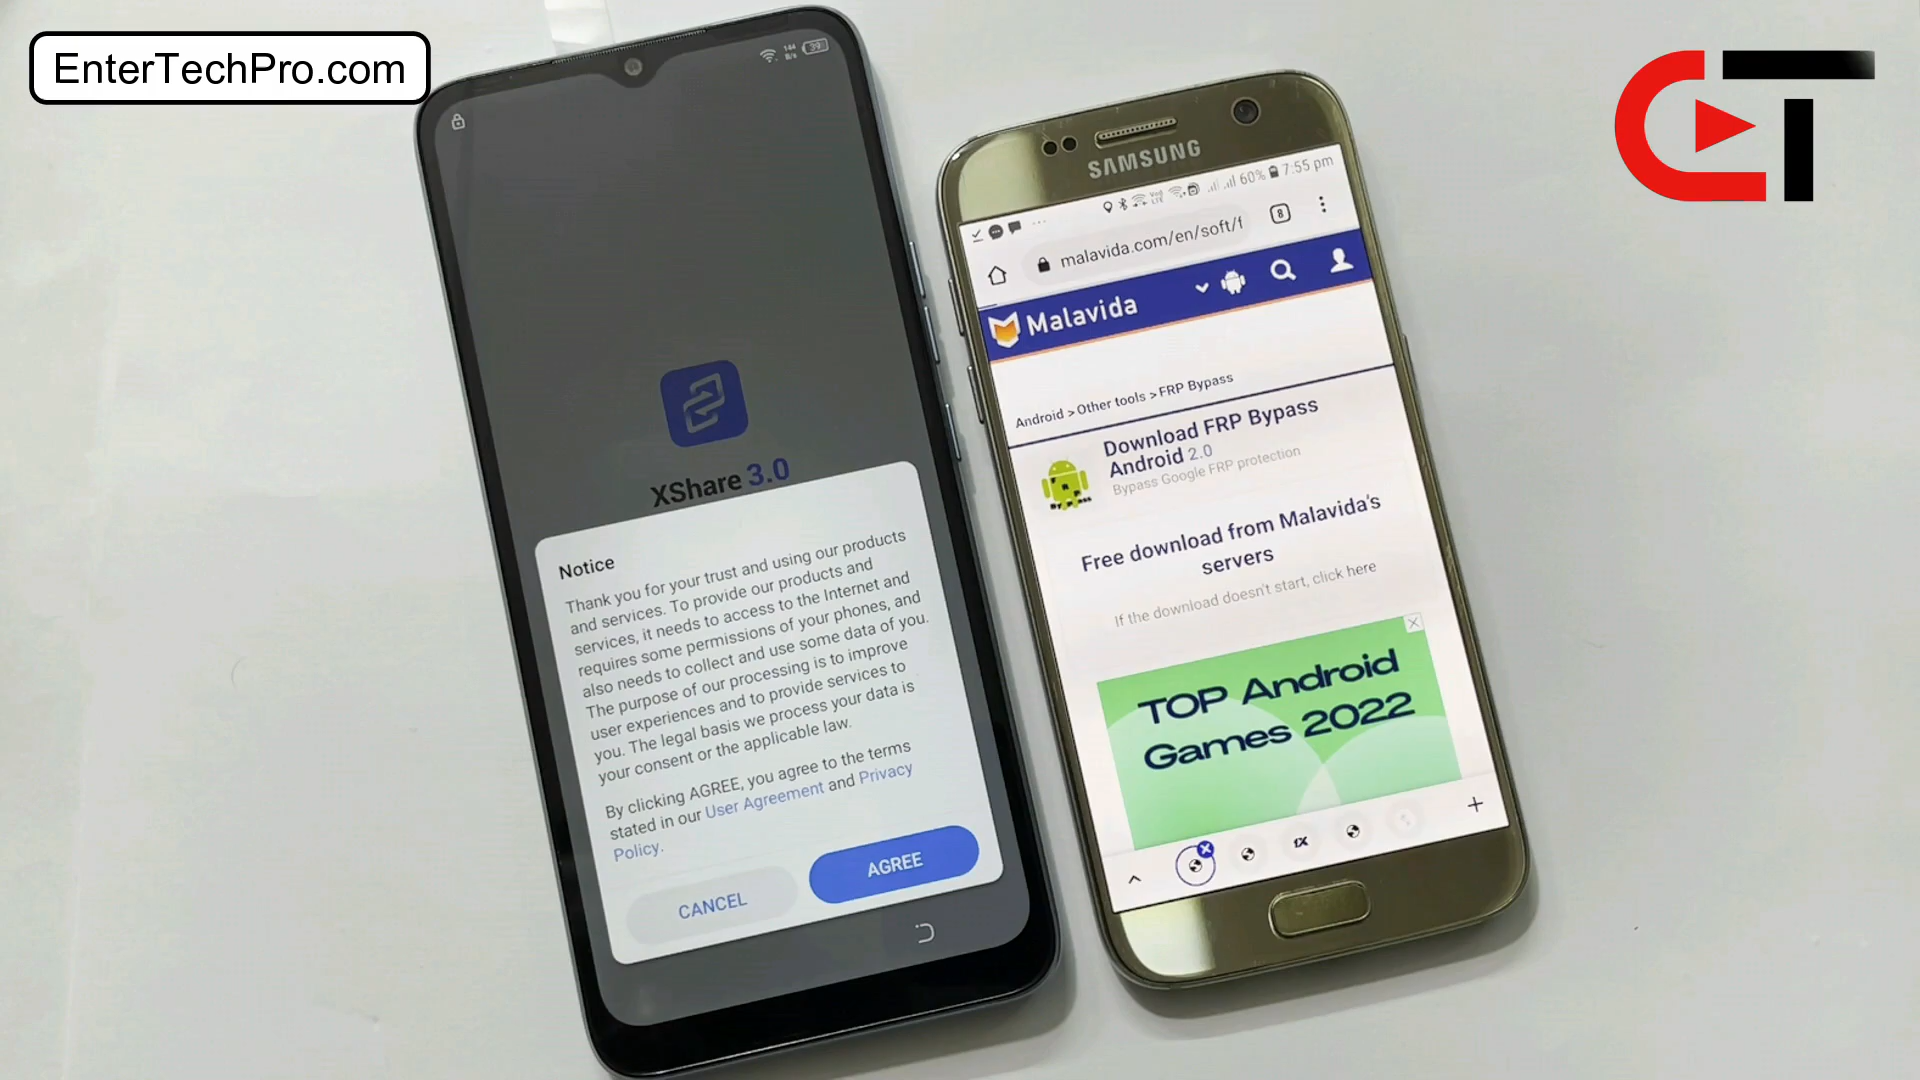 EnterTechPro.com
144
B/s
39
XShare 3.0
Notice
Thank you for your trust and using our products
and services. To provide our products and
services, it needs to access to the Internet and
requires some permissions of your phones, and
also needs to collect and use some data of you.
The purpose of our processing is to improve
user experiences and to provide services to
you. The legal basis we process your data is
your consent or the applicable law.
By clicking AGREE, you agree to the terms
stated in our User Agreement and Privacy
Policy.
CANCEL
AGREE
SAMSUNG
60% 7:55 pm
malavida.com/en/soft/f
8
Malavida
Android > Other tools > FRP Bypass
Download FRP Bypass
Android 2.0
Bypass Google FRP protection
Free download from Malavida's
servers
If the download doesn't start, click here
TOP Android
Games 2022
1X
ET